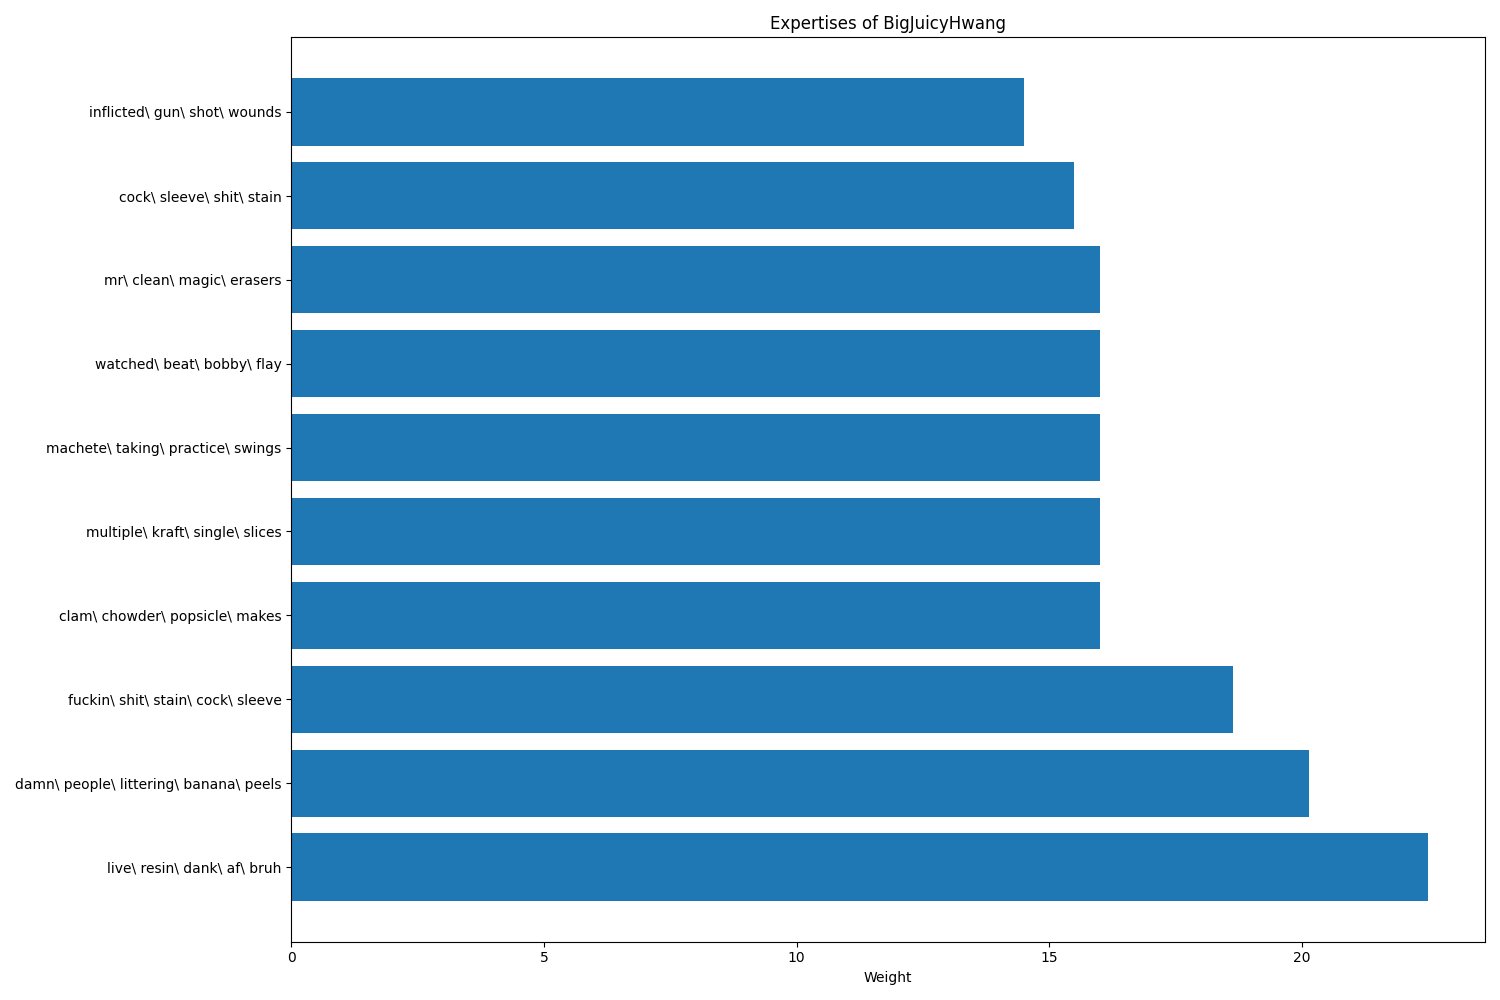 Expertises of BigJuicyHwang
inflicted\ gun\ shot\ wounds
cock\ sleeve\ shit\ stain
mr\ clean\ magic\ erasers
watched\ beat\ bobby\ flay
machete\ taking\ practice\ swings
multiple\ kraft\ single\ slices
clam\ chowder\ popsicle\ makes
fuckin\ shit\ stain\ cock\ sleeve
damn\ people\ littering\ banana\ peels
live\ resin\ dank\ af\ bruh
0 5 10 15 20
Weight